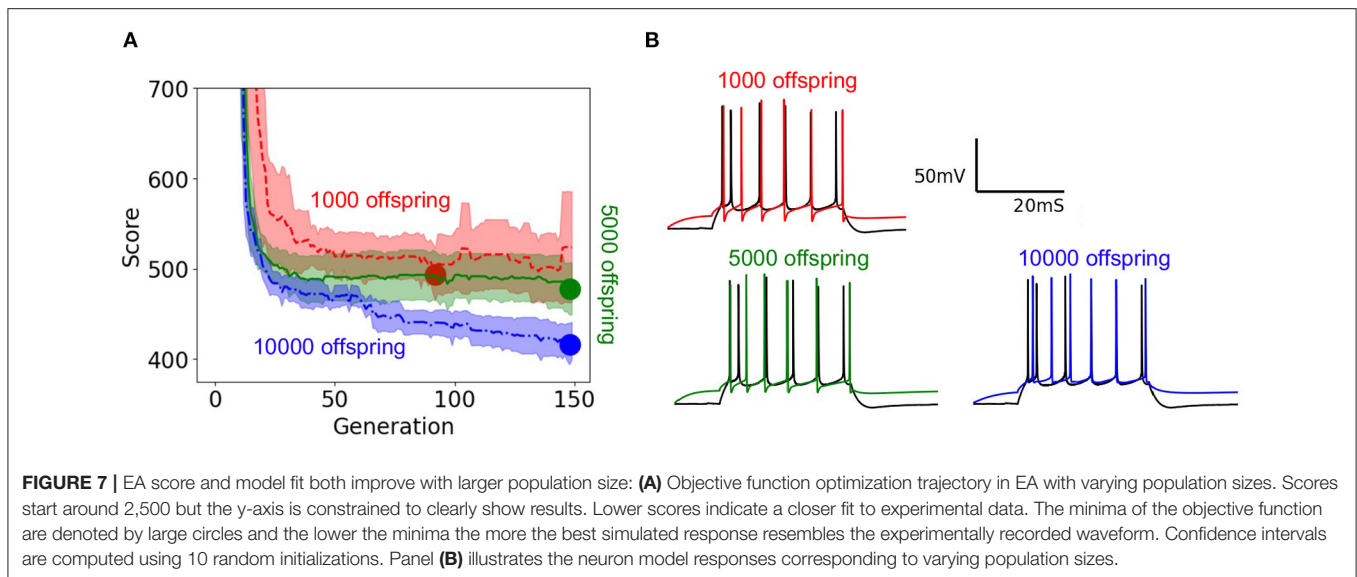 A
B
700
600
500
400
0
50
100
150
Score
Generation
1000 offspring
5000 offspring
10000 offspring
1000 offspring
50mV
20mS
5000 offspring
10000 offspring
FIGURE 7 | EA score and model fit both improve with larger population size: (A) Objective function optimization trajectory in EA with varying population sizes. Scores
start around 2,500 but the y-axis is constrained to clearly show results. Lower scores indicate a closer fit to experimental data. The minima of the objective function
are denoted by large circles and the lower the minima the more the best simulated response resembles the experimentally recorded waveform. Confidence intervals
are computed using 10 random initializations. Panel (B) illustrates the neuron model responses corresponding to varying population sizes.